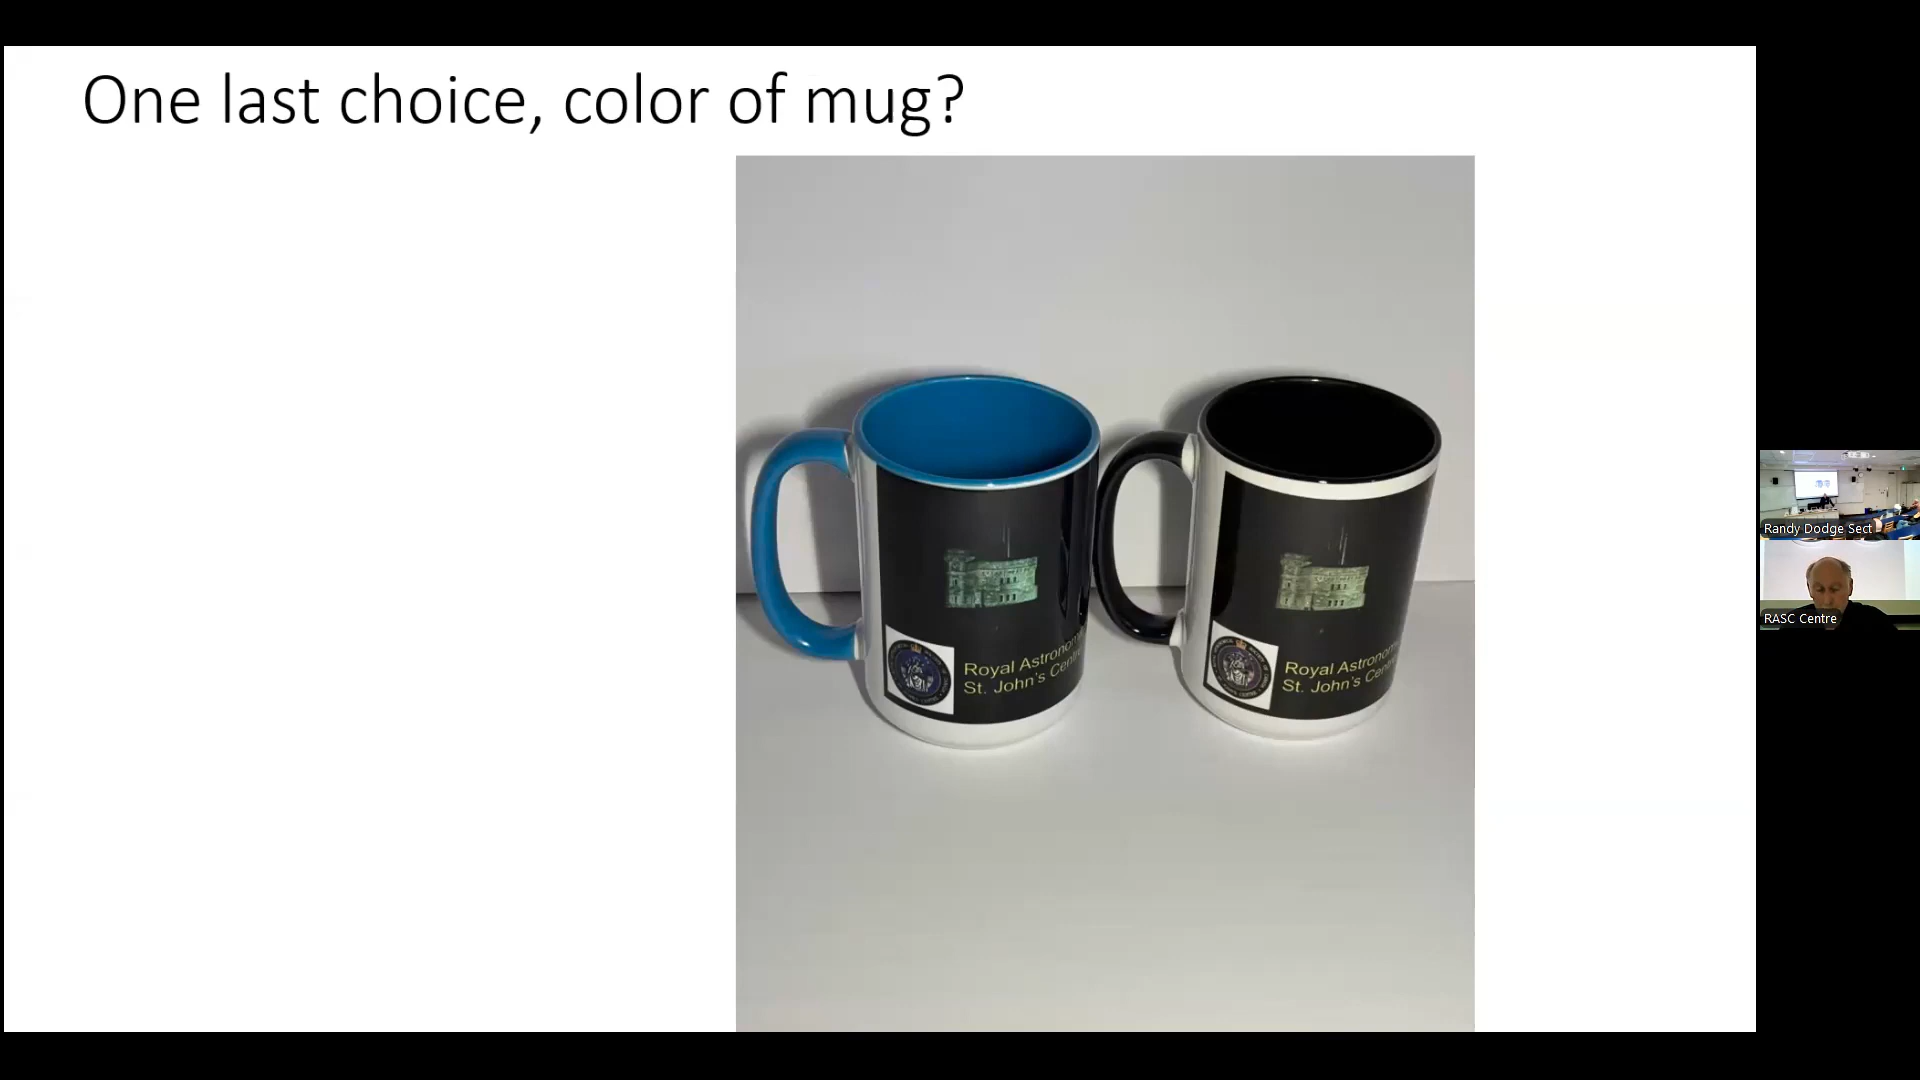 One last choice, color of mug?
Royal Astronom
St. John's Cent
Royal Astronom
St. John's Cent
Randy Dodge Sect
RASC Centre